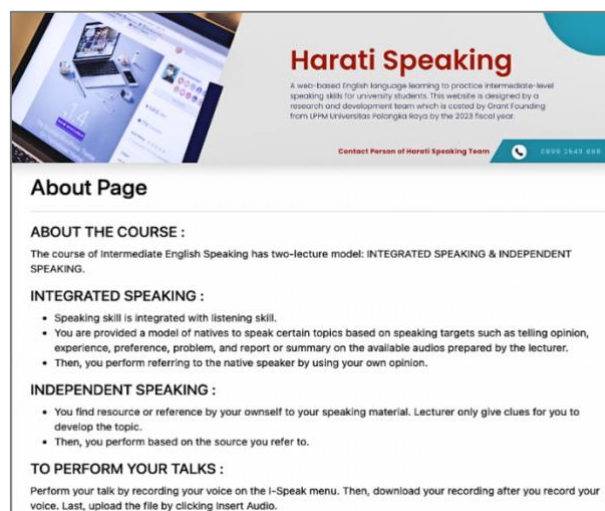 Harati Speaking
A web-based English language learning to practice intermediate-level
speaking skills for university students. This website is designed by a
research and development team which is costed by Grant Founding
from LPPM Universitas Palangka Raya by the 2023 fiscal year.
Contact Person of Harati Speaking Team
About Page
ABOUT THE COURSE :
The course of Intermediate English Speaking has two-lecture model: INTEGRATED SPEAKING & INDEPENDENT
SPEAKING.
INTEGRATED SPEAKING :
• Speaking skill is integrated with listening skill.
• You are provided a model of natives to speak certain topics based on speaking targets such as telling opinion,
experience, preference, problem, and report or summary on the available audios prepared by the lecturer.
• Then, you perform referring to the native speaker by using your own opinion.
INDEPENDENT SPEAKING :
• You find resource or reference by your ownself to your speaking material. Lecturer only give clues for you to
develop the topic.
• Then, you perform based on the source you refer to.
TO PERFORM YOUR TALKS :
Perform your talk by recording your voice on the I-Speak menu. Then, download your recording after you record your
voice. Last, upload the file by clicking Insert Audio.